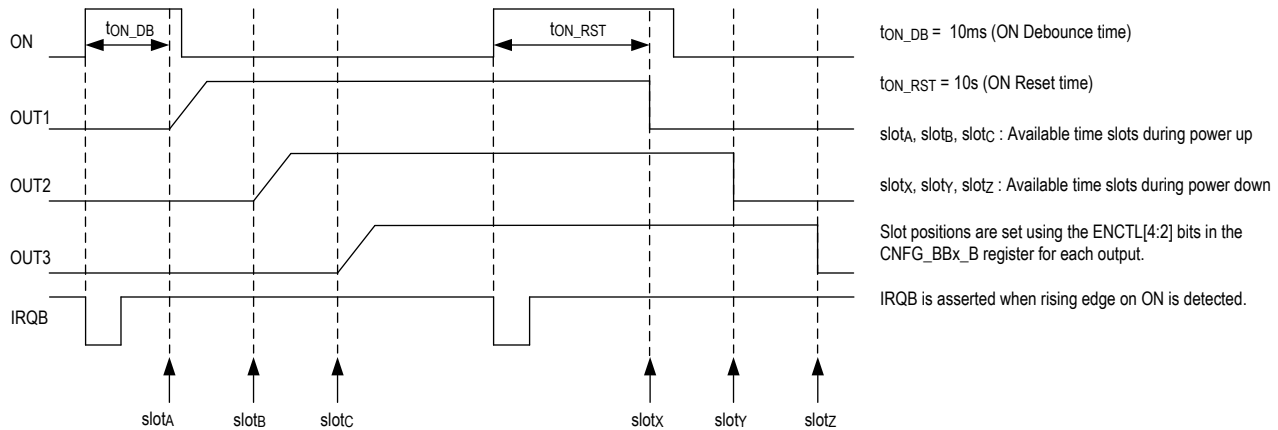 ON
tON_DB
tON_RST
tON_DB = 10ms (ON Debounce time)
OUT1
tON_RST = 10s (ON Reset time)
slotA, slotB, slotC : Available time slots during power up
OUT2
slotX, slotY, slotZ : Available time slots during power down
OUT3
Slot positions are set using the ENCTL[4:2] bits in the
CNFG_BBx_B register for each output.
IRQB
IRQB is asserted when rising edge on ON is detected.
slotA
slotB
slotC
slotX
slotY
slotZ